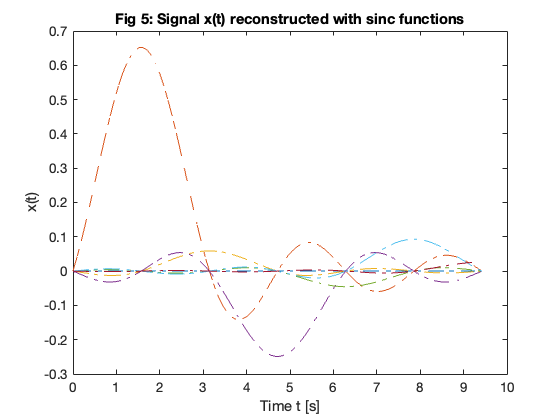 Fig 5: Signal x(t) reconstructed with sinc functions
0.7
0.6
0.5
0.4
0.3
0.2
0.1
0
-0.1
-0.2
-0.3
x(t)
0 1 2 3 4 5 6 7 8 9 10
Time t [s]